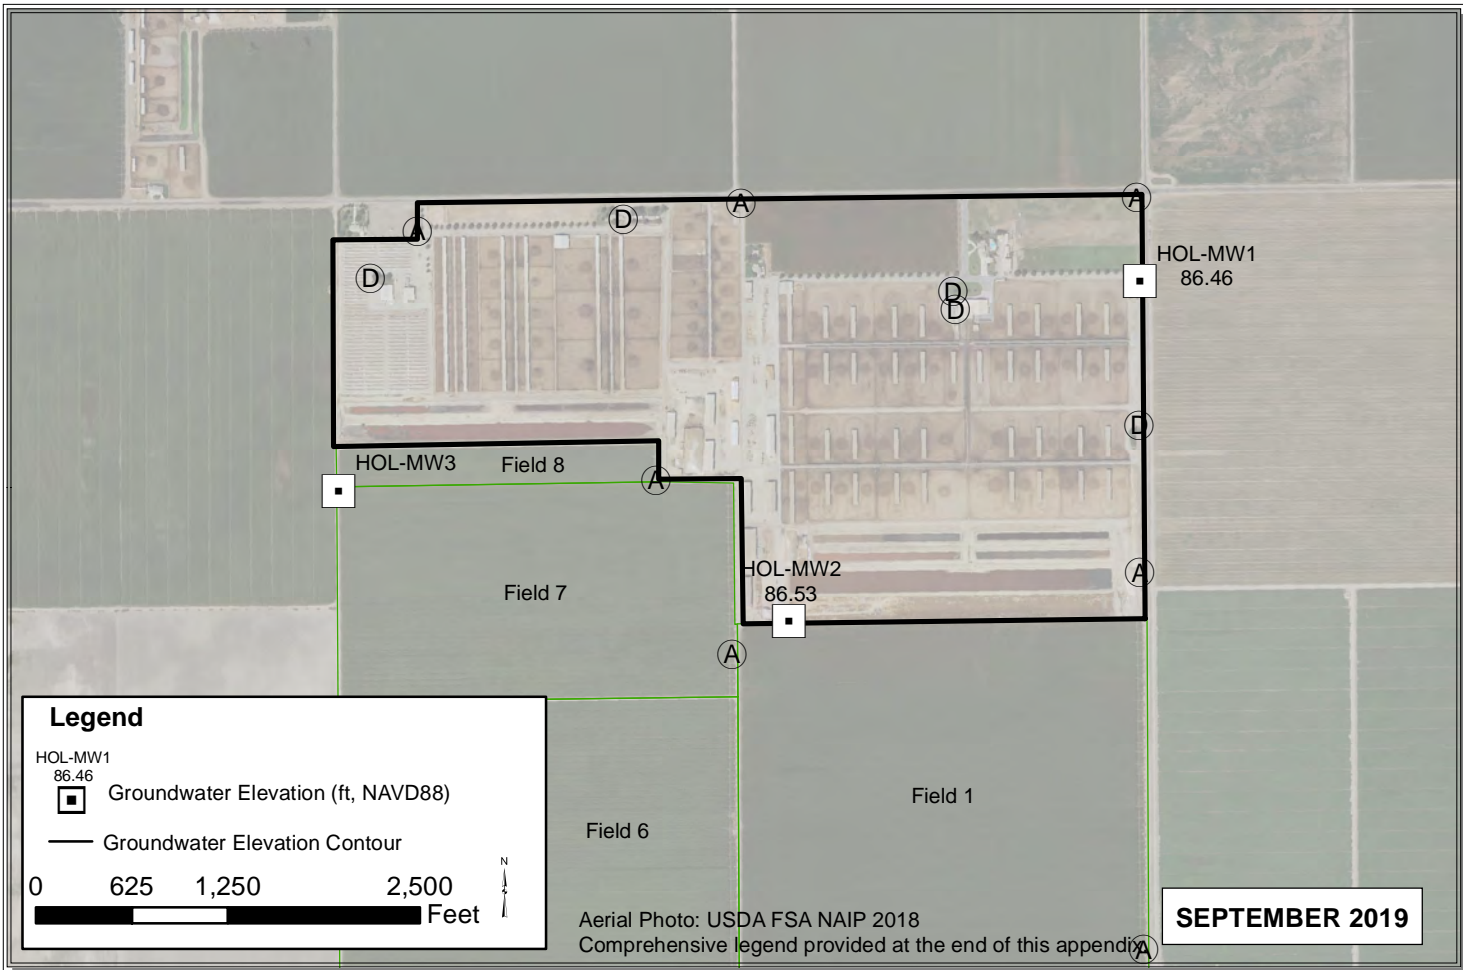 A
A
A
D
D
HOL-MW1
86.46
D
D
D
HOL-MW3
Field 8
A
HOL-MW2
86.53
A
Field 7
A
Legend
HOL-MW1
86.46
Groundwater Elevation (ft, NAVD88)
Groundwater Elevation Contour
0 625 1,250 2,500
Feet
N
Field 1
Field 6
Aerial Photo: USDA FSA NAIP 2018
Comprehensive legend provided at the end of this appendix
A
SEPTEMBER 2019